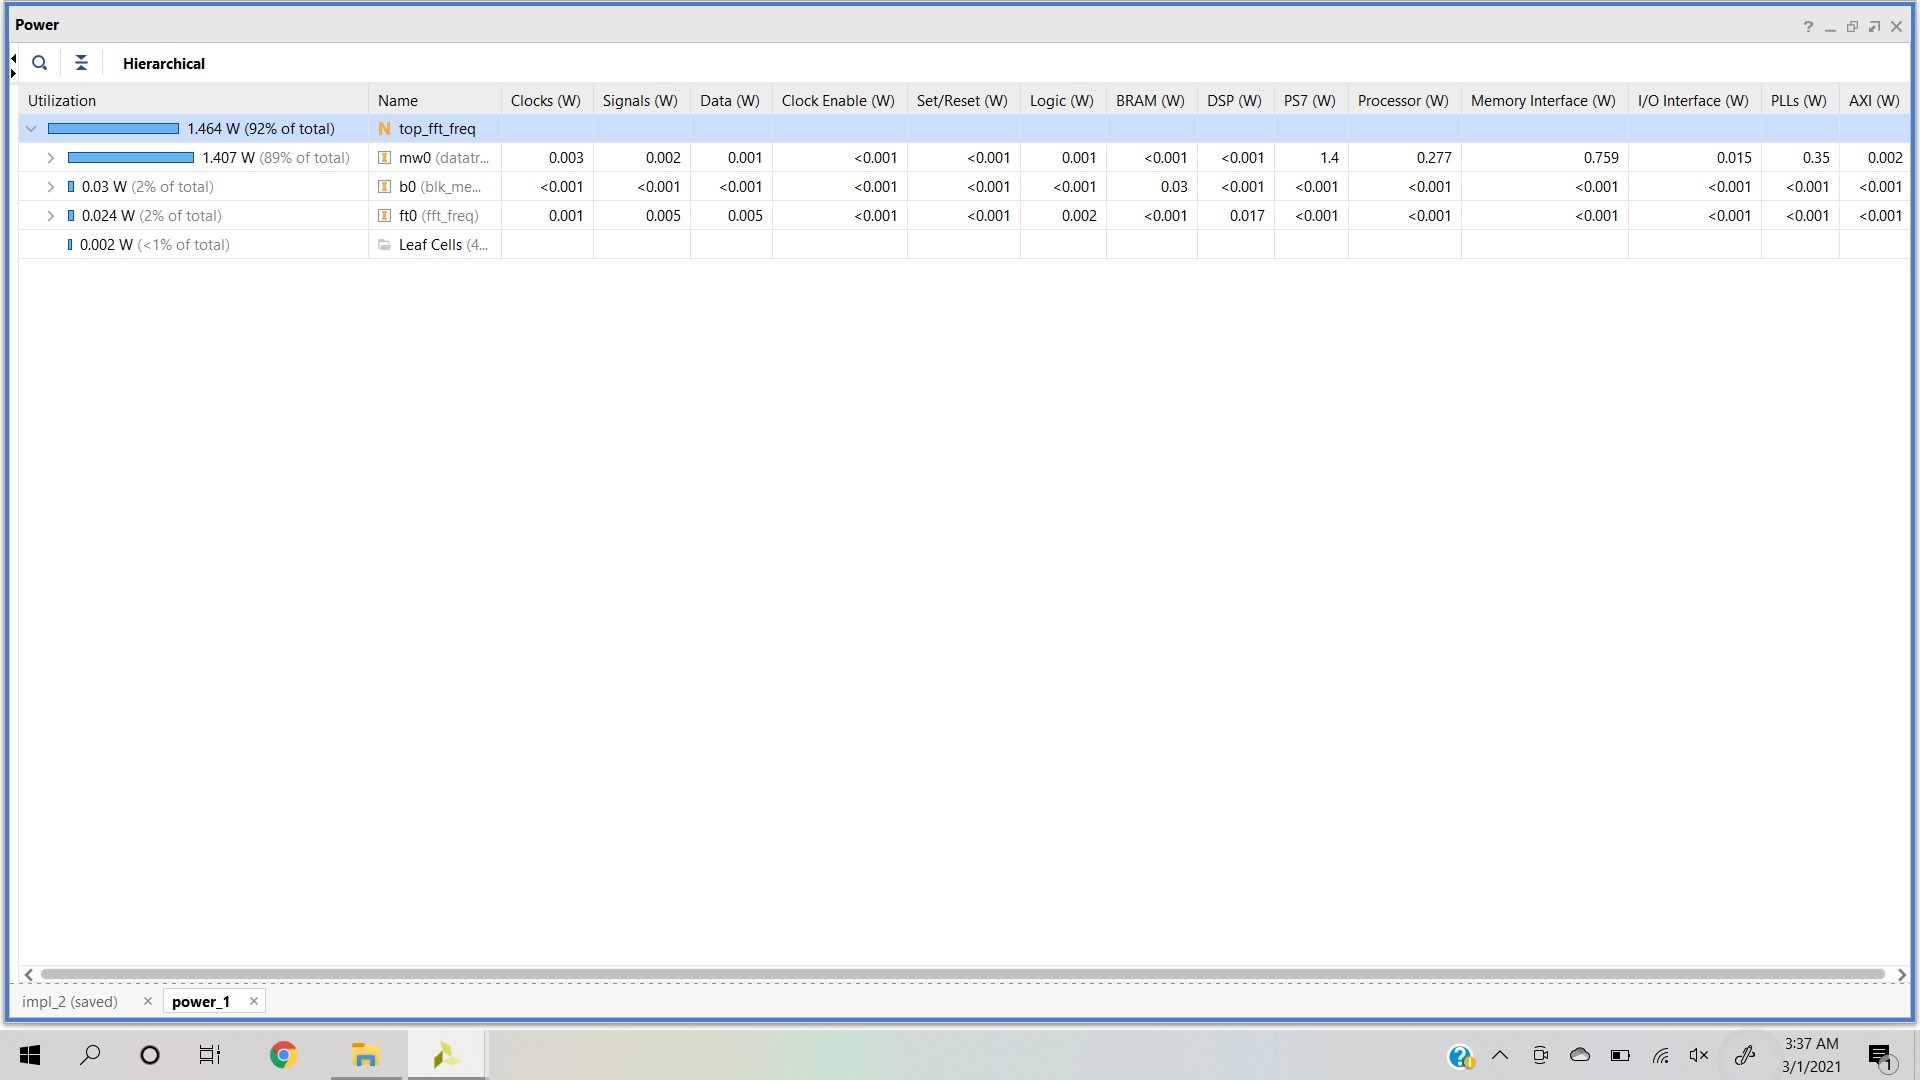 Power
Hierarchical
Utilization Name Clocks (W) Signals (W) Data (W) Clock Enable (W) Set/Reset (W) Logic (W) BRAM (W) DSP (W) PS7 (W) Processor (W) Memory Interface (W) I/O Interface (W) PLLs (W) AXI (W)
1.464 W (92% of total) N top_fft_freq
1.407 W (89% of total) I mw0 (datatr... 0.003 0.002 0.001 <0.001 <0.001 0.001 <0.001 <0.001 1.4 0.277 0.759 0.015 0.35 0.002
0.03 W (2% of total) I b0 (blk_me... <0.001 <0.001 <0.001 <0.001 <0.001 <0.001 0.03 <0.001 <0.001 <0.001 <0.001 <0.001 <0.001 <0.001
0.024 W (2% of total) I ft0 (fft_freq) 0.001 0.005 0.005 <0.001 <0.001 0.002 <0.001 0.017 <0.001 <0.001 <0.001 <0.001 <0.001 <0.001
0.002 W (<1% of total) Leaf Cells (4...
impl_2 (saved) power_1
3:37 AM
3/1/2021
1